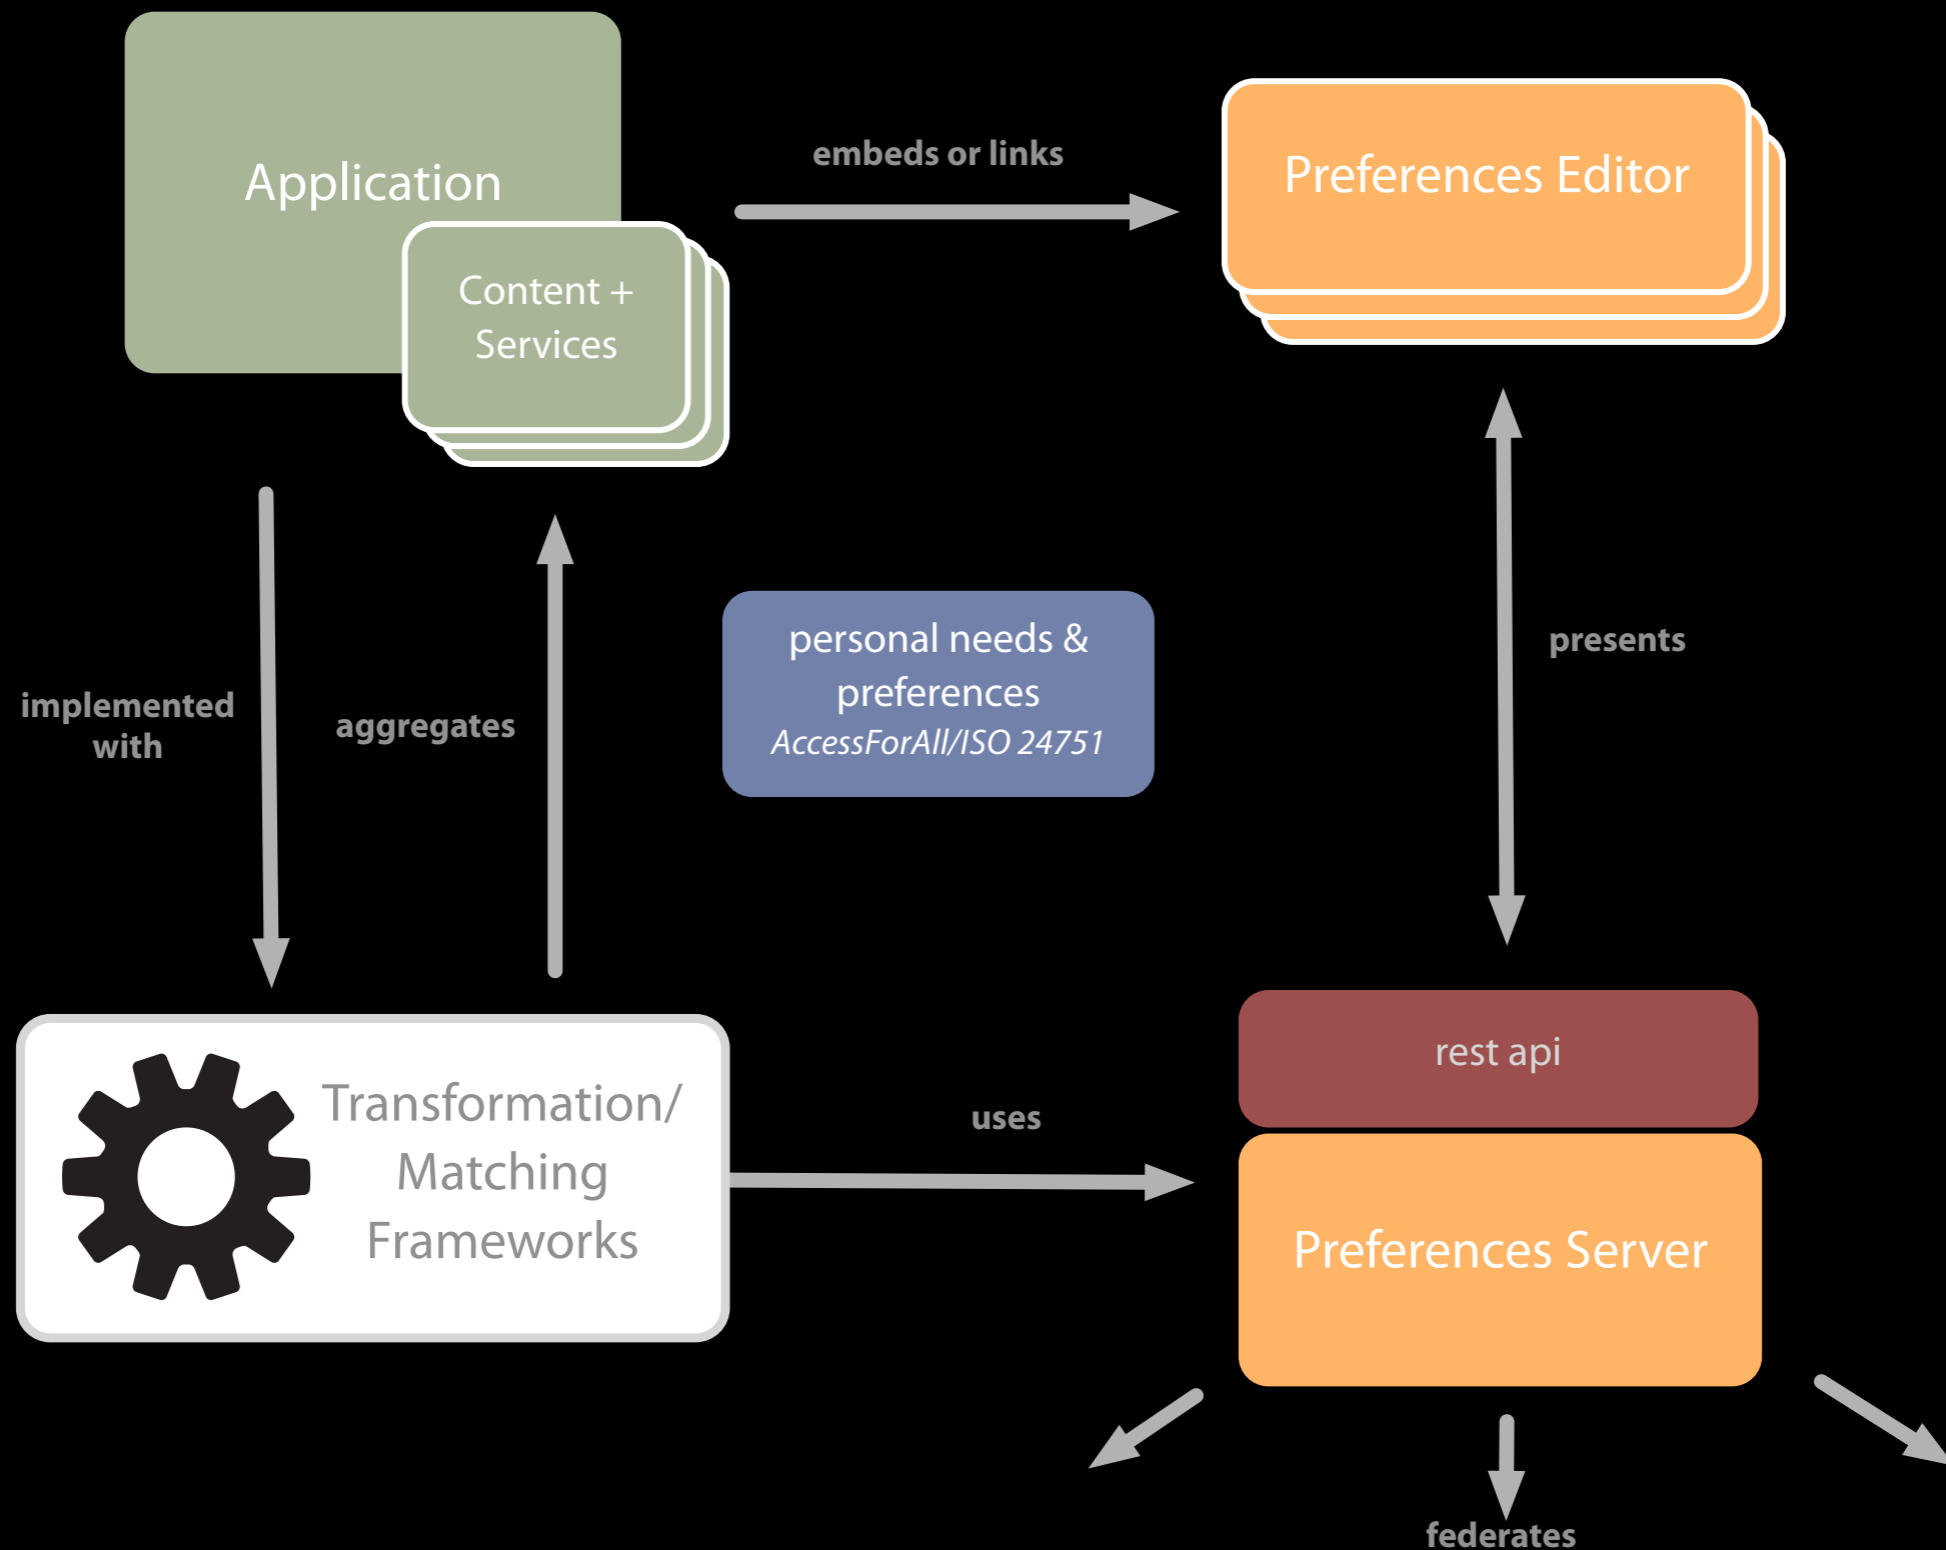 Application
embeds or links
Preferences Editor
Content +
Services
personal needs &
preferences
AccessForAll/ISO 24751
presents
implemented
with
aggregates
rest api
Transformation/
Matching
Frameworks
uses
Preferences Server
federates